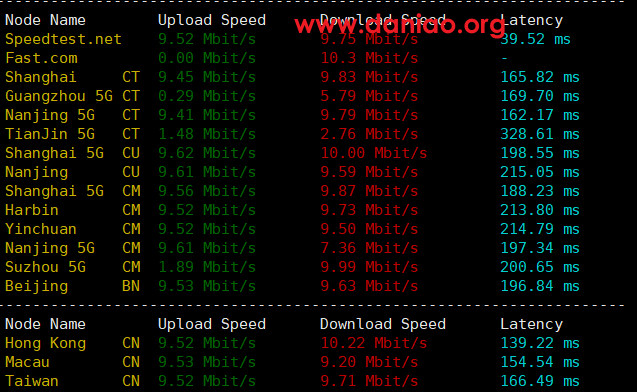 Node Name Upload Speed Download Speed Latency
www.daniao.org
Speedtest.net 9.52 Mbit/s 9.75 Mbit/s 39.52 ms
Fast.com 0.00 Mbit/s 10.3 Mbit/s -
Shanghai CT 9.45 Mbit/s 9.83 Mbit/s 165.82 ms
Guangzhou 5G CT 0.29 Mbit/s 5.79 Mbit/s 169.70 ms
Nanjing 5G CT 9.41 Mbit/s 9.79 Mbit/s 162.17 ms
TianJin 5G CT 1.48 Mbit/s 2.76 Mbit/s 328.61 ms
Shanghai 5G CU 9.62 Mbit/s 10.00 Mbit/s 198.55 ms
Nanjing CU 9.61 Mbit/s 9.59 Mbit/s 215.05 ms
Shanghai 5G CM 9.56 Mbit/s 9.87 Mbit/s 188.23 ms
Harbin CM 9.52 Mbit/s 9.73 Mbit/s 213.80 ms
Yinchuan CM 9.52 Mbit/s 9.50 Mbit/s 214.79 ms
Nanjing 5G CM 9.61 Mbit/s 7.36 Mbit/s 197.34 ms
Suzhou 5G CM 1.89 Mbit/s 9.99 Mbit/s 200.65 ms
Beijing BN 9.53 Mbit/s 9.63 Mbit/s 196.84 ms
Node Name Upload Speed Download Speed Latency
Hong Kong CN 9.52 Mbit/s 10.22 Mbit/s 139.22 ms
Macau CN 9.53 Mbit/s 9.20 Mbit/s 154.54 ms
Taiwan CN 9.52 Mbit/s 9.71 Mbit/s 166.49 ms